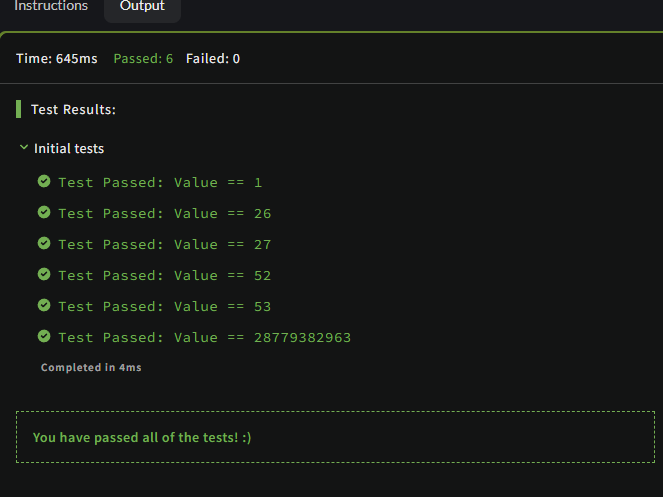 Instructions Output
Time: 645ms Passed: 6 Failed: 0
Test Results:
Initial tests
Test Passed: Value == 1
Test Passed: Value == 26
Test Passed: Value == 27
Test Passed: Value == 52
Test Passed: Value == 53
Test Passed: Value == 28779382963
Completed in 4ms
You have passed all of the tests! :)